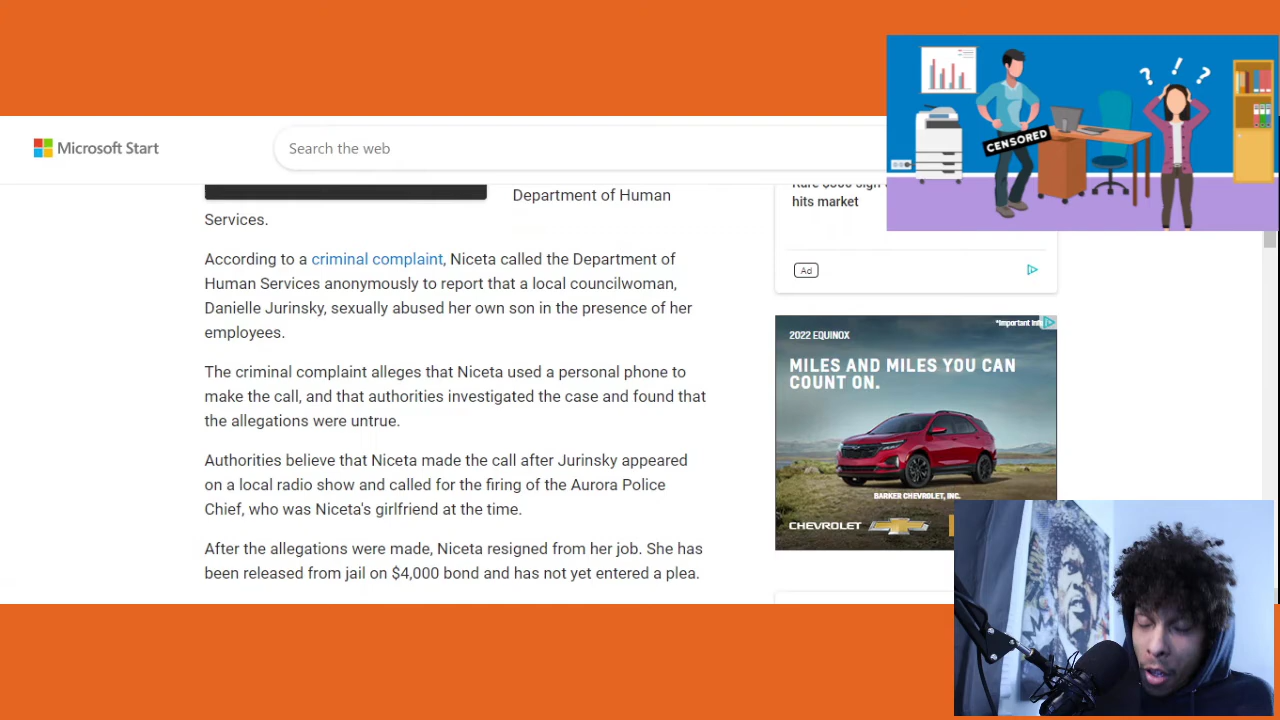 Microsoft Start
Search the web
CENSORED
? ! ?
Department of Human
Services.
According to a criminal complaint, Niceta called the Department of
Human Services anonymously to report that a local councilwoman,
Danielle Jurinsky, sexually abused her own son in the presence of her
employees.
The criminal complaint alleges that Niceta used a personal phone to
make the call, and that authorities investigated the case and found that
the allegations were untrue.
Authorities believe that Niceta made the call after Jurinsky appeared
on a local radio show and called for the firing of the Aurora Police
Chief, who was Niceta's girlfriend at the time.
After the allegations were made, Niceta resigned from her job. She has
been released from jail on $4,000 bond and has not yet entered a plea.
hits market
Ad
*Important
2022 EQUINOX
MILES AND MILES YOU CAN
COUNT ON.
BARKER CHEVROLET, INC.
CHEVROLET